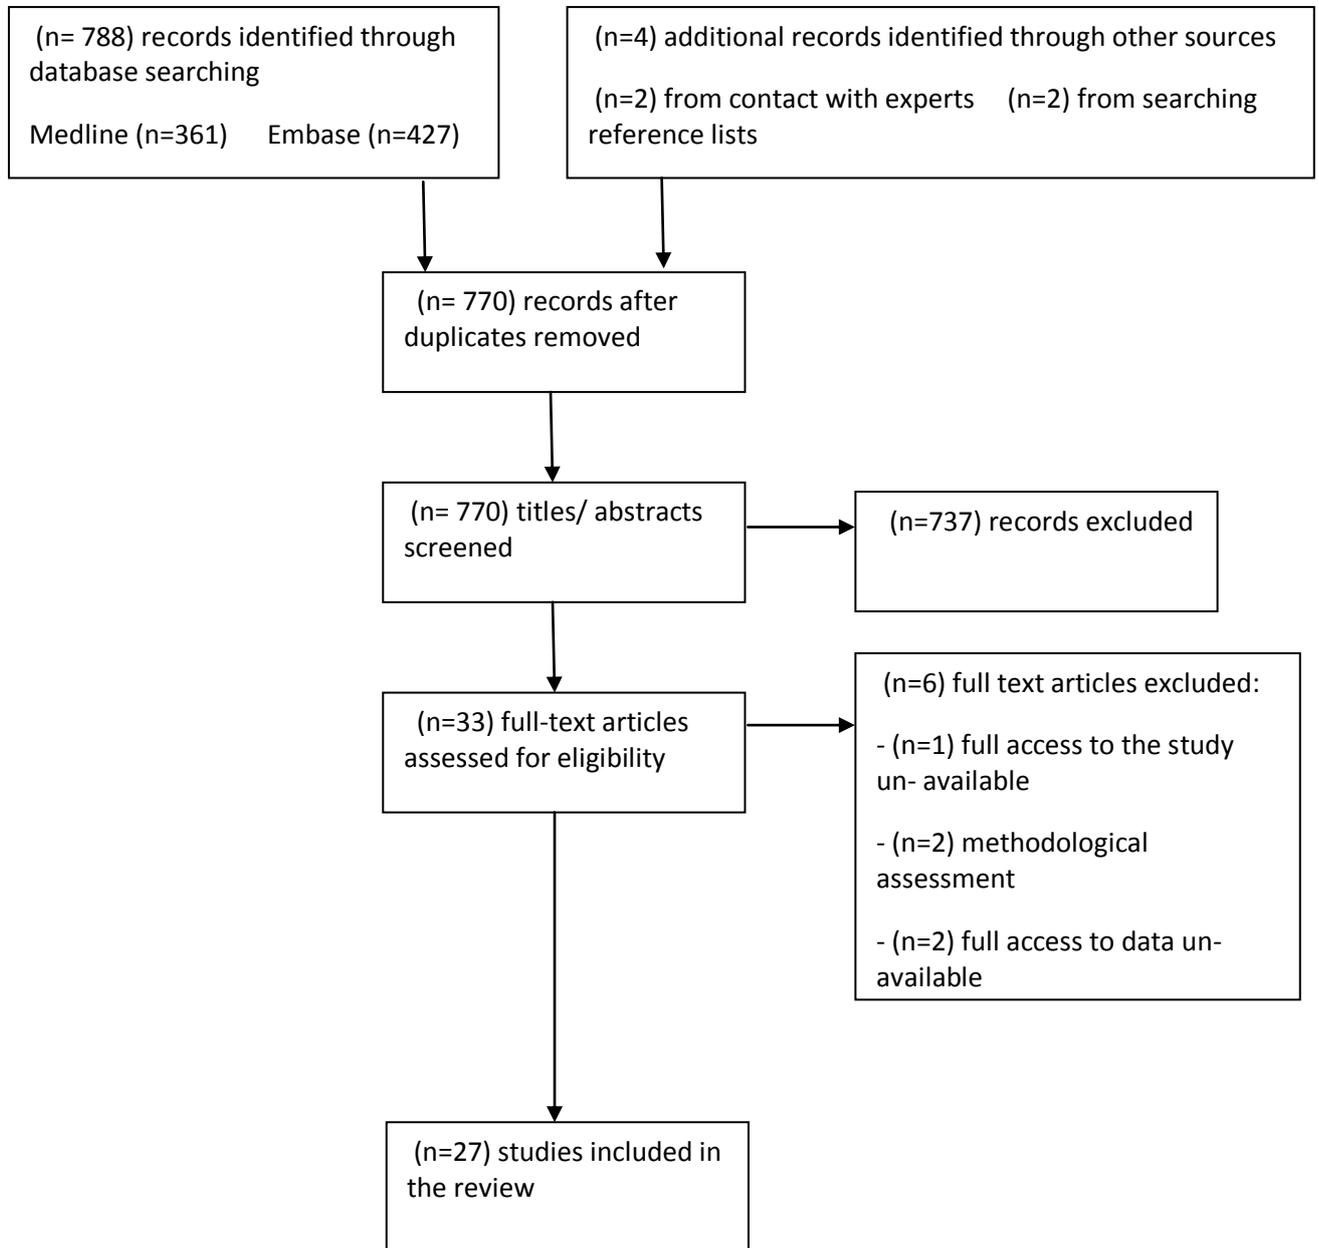 (n= 788) records identified through
database searching
Medline (n=361) Embase (n=427)
(n=4) additional records identified through other sources
(n=2) from contact with experts (n=2) from searching
reference lists
(n= 770) records after
duplicates removed
(n= 770) titles/ abstracts
screened
(n=737) records excluded
(n=33) full-text articles
assessed for eligibility
(n=6) full text articles excluded:
- (n=1) full access to the study
un- available
- (n=2) methodological
assessment
- (n=2) full access to data un-
available
(n=27) studies included in
the review